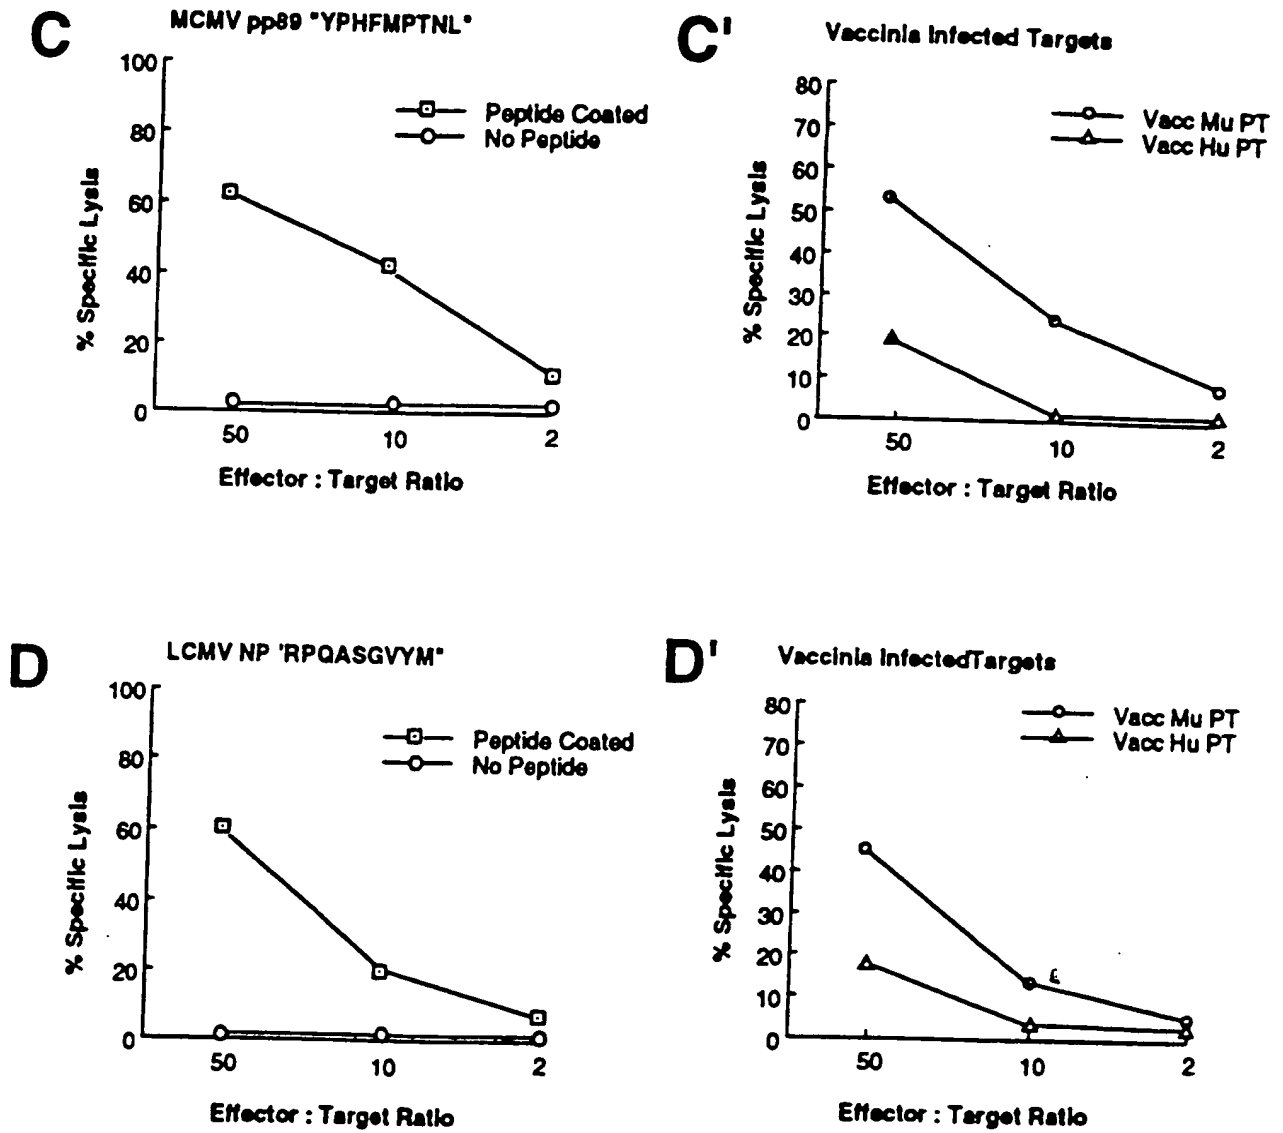 C
MCMV pp89 "YPHFMPTNL"
100
80
60
40
20
0
% Specific Lysis
Peptide Coated
No Peptide
50 10 2
Effector : Target Ratio
C'
Vaccinia Infected Targets
80
70
60
50
40
30
20
10
0
% Specific Lysis
Vacc Mu PT
Vacc Hu PT
50 10 2
Effector : Target Ratio
D
LCMV NP 'RPQASGVYM"
100
80
60
40
20
0
% Specific Lysis
Peptide Coated
No Peptide
50 10 2
Effector : Target Ratio
D'
Vaccinia InfectedTargets
80
70
60
50
40
30
20
10
0
% Specific Lysis
Vacc Mu PT
Vacc Hu PT
50 10 2
Effector : Target Ratio